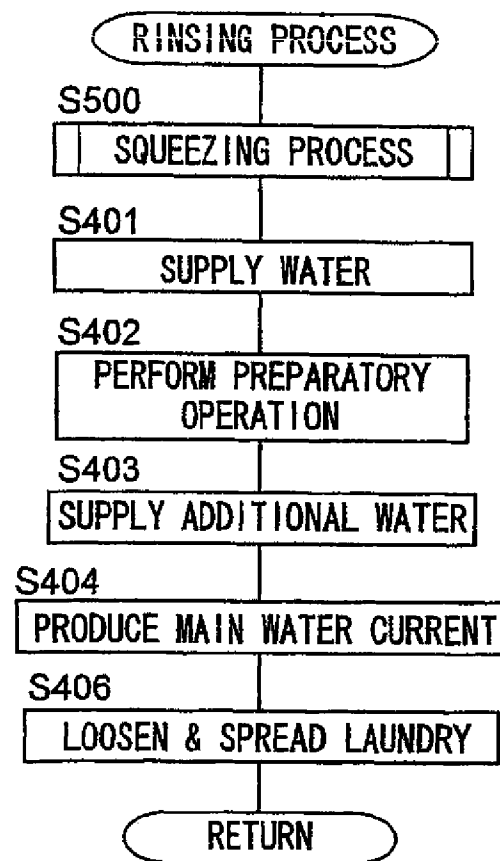 RINSING PROCESS
S500
SQUEEZING PROCESS
S401
SUPPLY WATER
S402
PERFORM PREPARATORY
OPERATION
S403
SUPPLY ADDITIONAL WATER
S404
PRODUCE MAIN WATER CURRENT
S406
LOOSEN & SPREAD LAUNDRY
RETURN